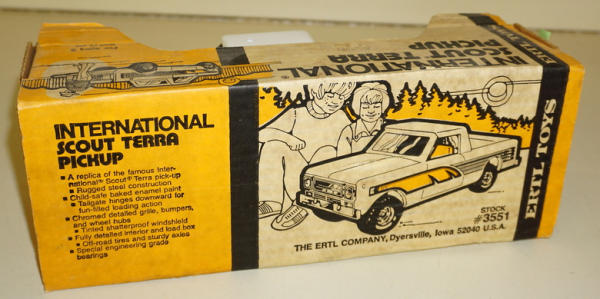 INTERNATIONAL®
SCOUT TERRA
PICKUP
ERTL TOYS
INTERNATIONAL
SCOUT TERRA
PICKUP
• A replica of the famous Inter-
national® Scout® Terra pick-up
• Rugged steel construction
• Child-safe baked enamel paint
• Tailgate hinges downward for
fun-filled loading action
• Chromed detailed grille, bumpers,
and wheel hubs
• Tinted shatterproof windshield
• Fully detailed interior and load box
• Off-road tires and sturdy axles
• Special engineering grade
bearings
STOCK
#3551
THE ERTL COMPANY, Dyersville, Iowa 52040 U.S.A.
ERTL TOYS